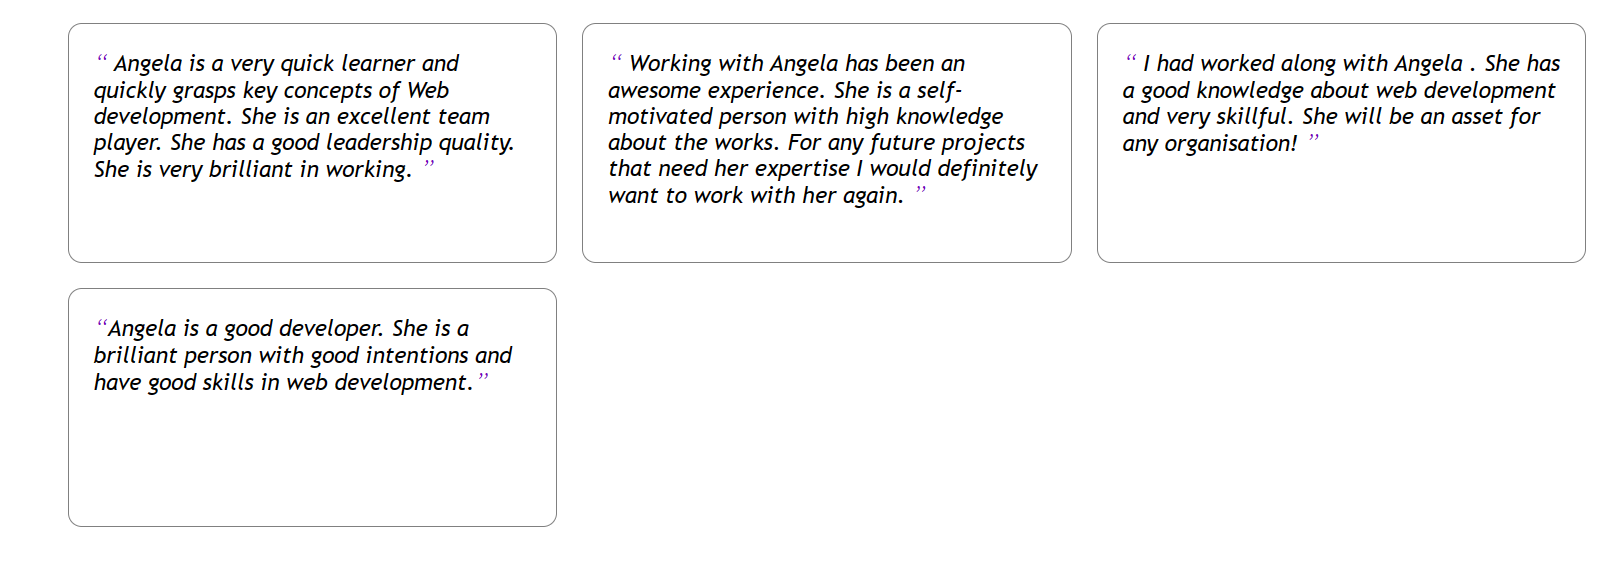 “ Angela is a very quick learner and
quickly grasps key concepts of Web
development. She is an excellent team
player. She has a good leadership quality.
She is very brilliant in working. ”
“ Working with Angela has been an
awesome experience. She is a self-
motivated person with high knowledge
about the works. For any future projects
that need her expertise I would definitely
want to work with her again. ”
“ I had worked along with Angela . She has
a good knowledge about web development
and very skillful. She will be an asset for
any organisation! ”
“Angela is a good developer. She is a
brilliant person with good intentions and
have good skills in web development.”